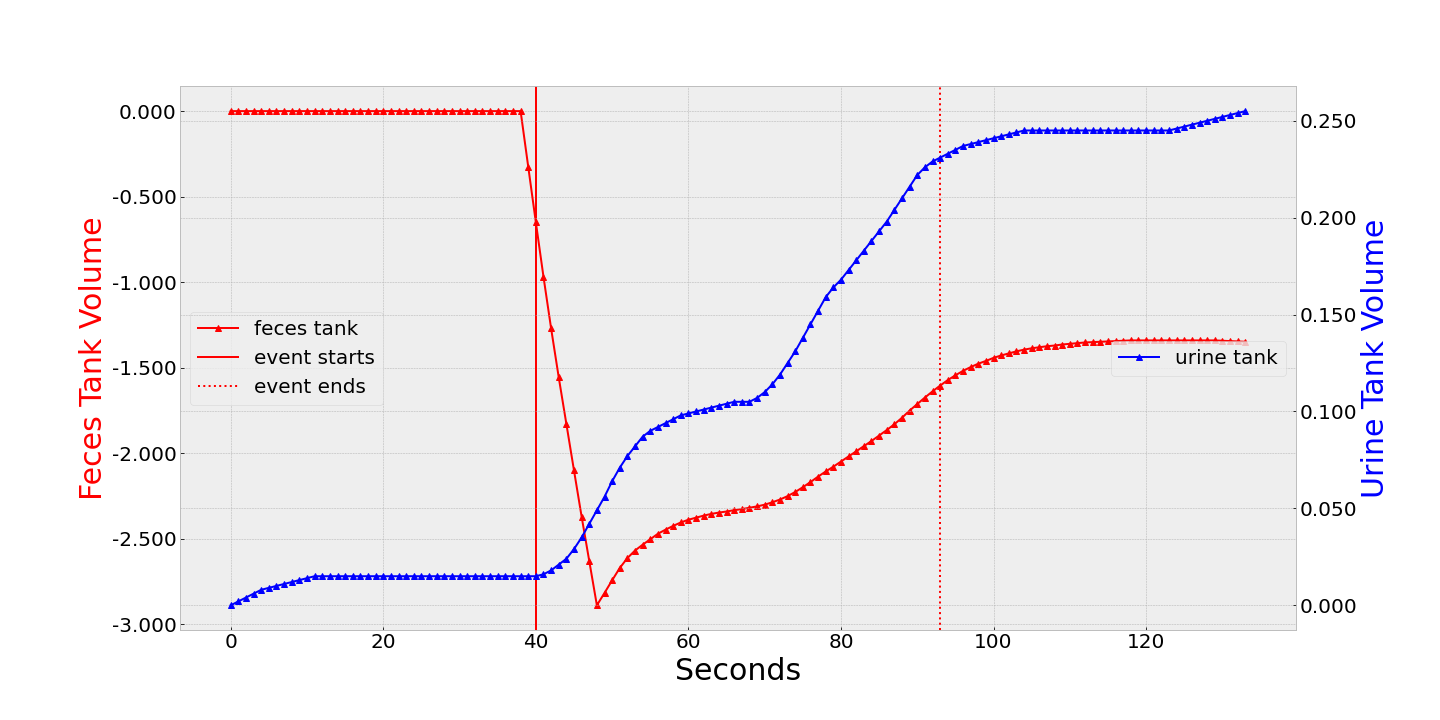 0.000
-0.500
-1.000
-1.500
-2.000
-2.500
-3.000
Feces Tank Volume
feces tank
event starts
event ends
urine tank
0.250
0.200
0.150
0.100
0.050
0.000
Urine Tank Volume
0 20 40 60 80 100 120
Seconds